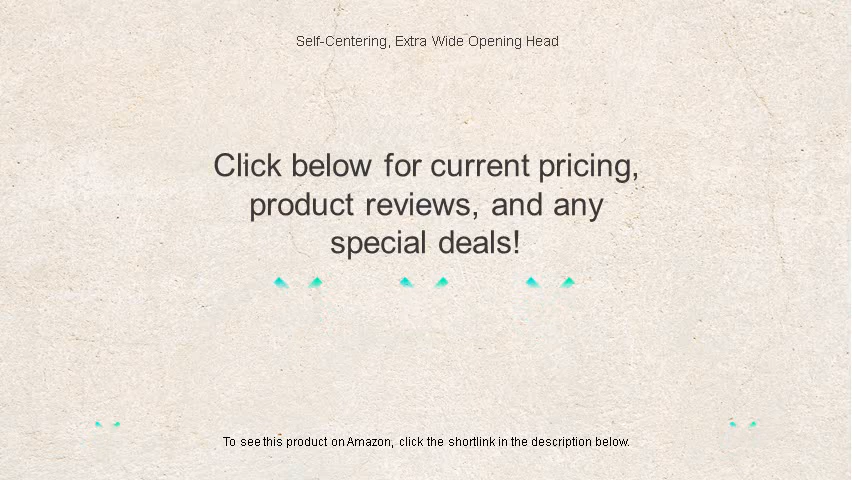 Self-Centering, Extra Wide Opening Head
Click below for current pricing,
product reviews, and any
special deals!
To see this product on Amazon, click the shortlink in the description below.